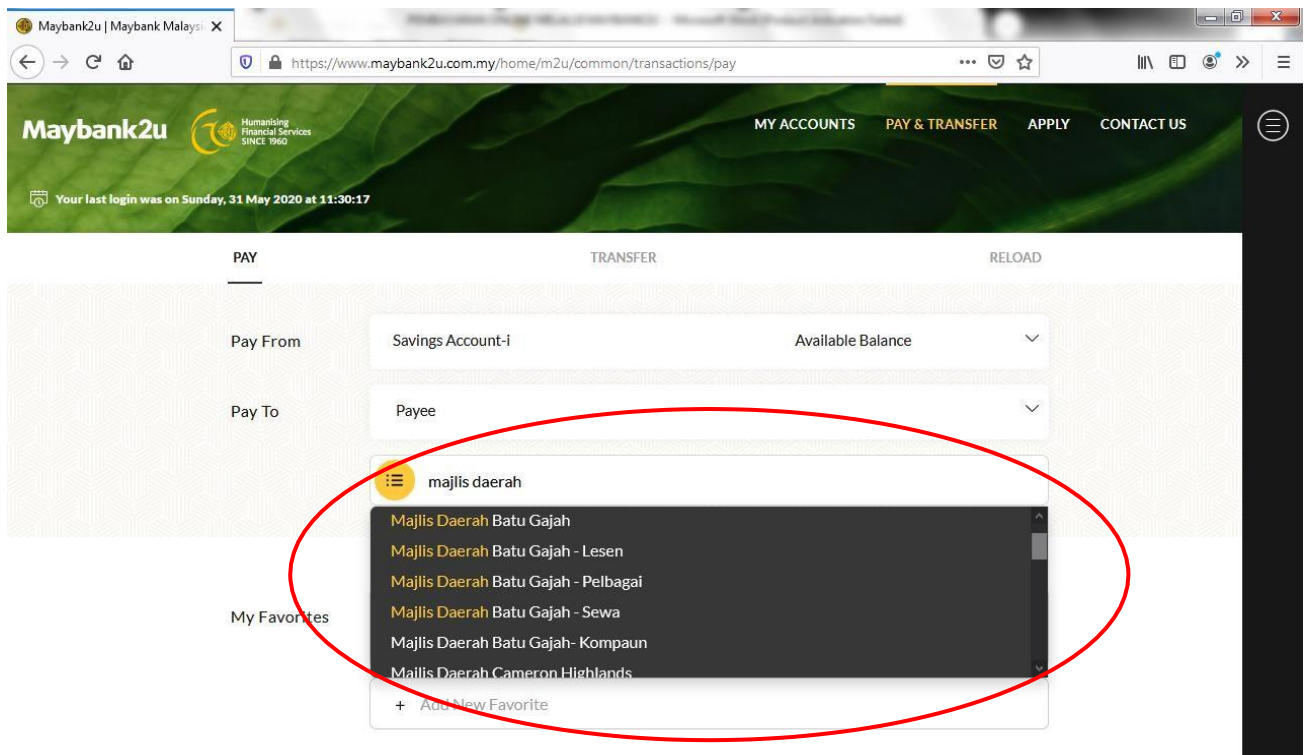 Maybank2u | Maybank Malaysi
https://www.maybank2u.com.my/home/m2u/common/transactions/pay
Maybank2u
Humanising
Financial Services
SINCE 1960
MY ACCOUNTS PAY & TRANSFER APPLY CONTACT US
Your last login was on Sunday, 31 May 2020 at 11:30:17
PAY TRANSFER RELOAD
Pay From Savings Account-i Available Balance
Pay To Payee
majlis daerah
Majlis Daerah Batu Gajah
Majlis Daerah Batu Gajah - Lesen
Majlis Daerah Batu Gajah - Pelbagai
Majlis Daerah Batu Gajah - Sewa
My Favorites
Majlis Daerah Batu Gajah- Kompaun
Majlis Daerah Cameron Highlands
+ Add New Favorite